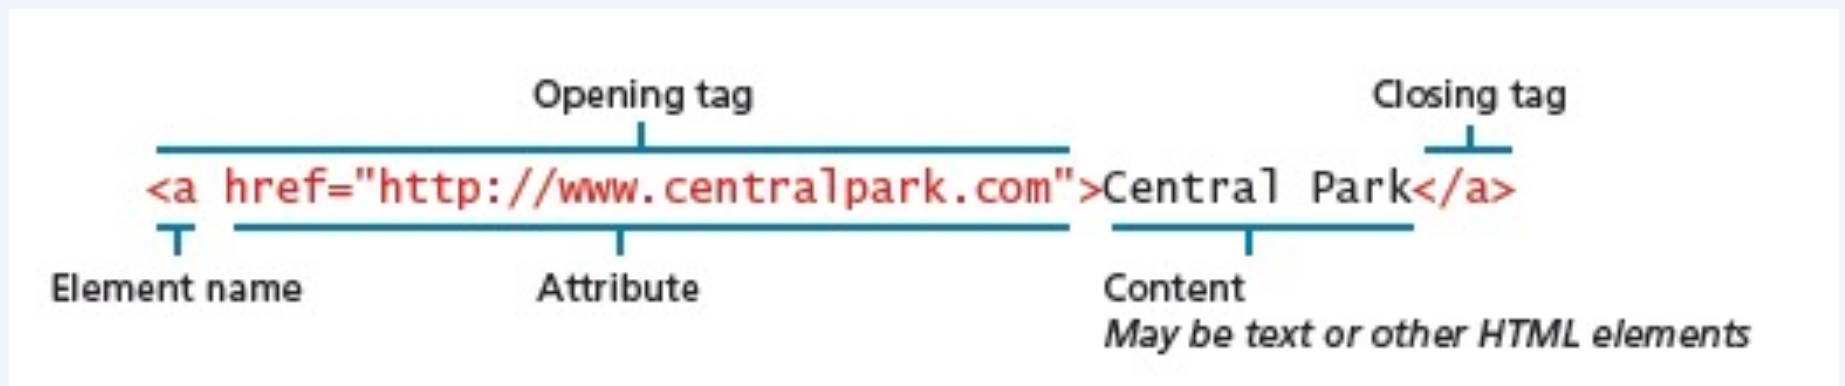 Opening tag Closing tag
<a href="http://www.centralpark.com">Central Park</a>
Element name Attribute Content
May be text or other HTML elements